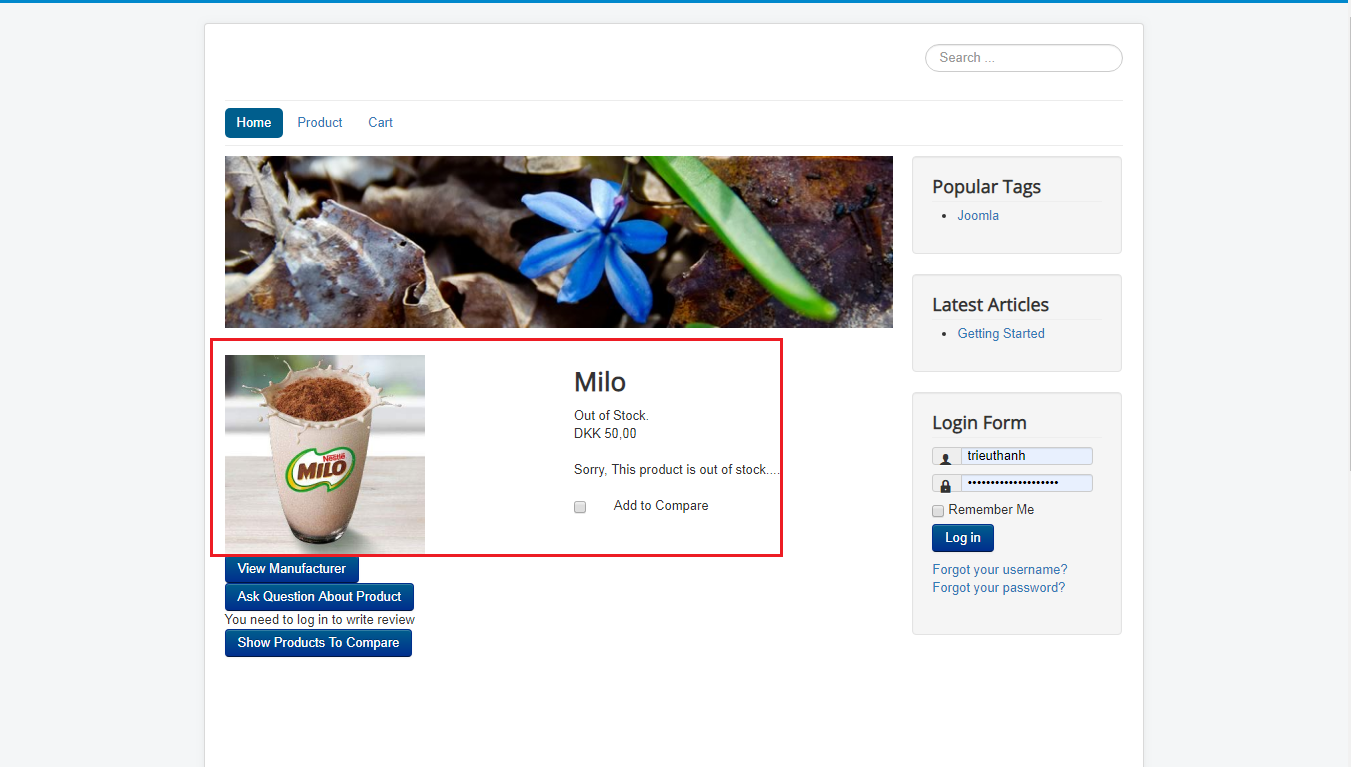 Search ...
Home Product Cart
Popular Tags
Joomla
Latest Articles
Getting Started
Nestlé
MILO
Milo
Out of Stock.
DKK 50,00
Sorry, This product is out of stock....
Add to Compare
View Manufacturer
Ask Question About Product
You need to log in to write review
Show Products To Compare
Login Form
trieuthanh
•••••••••••••••••••
Remember Me
Log in
Forgot your username?
Forgot your password?